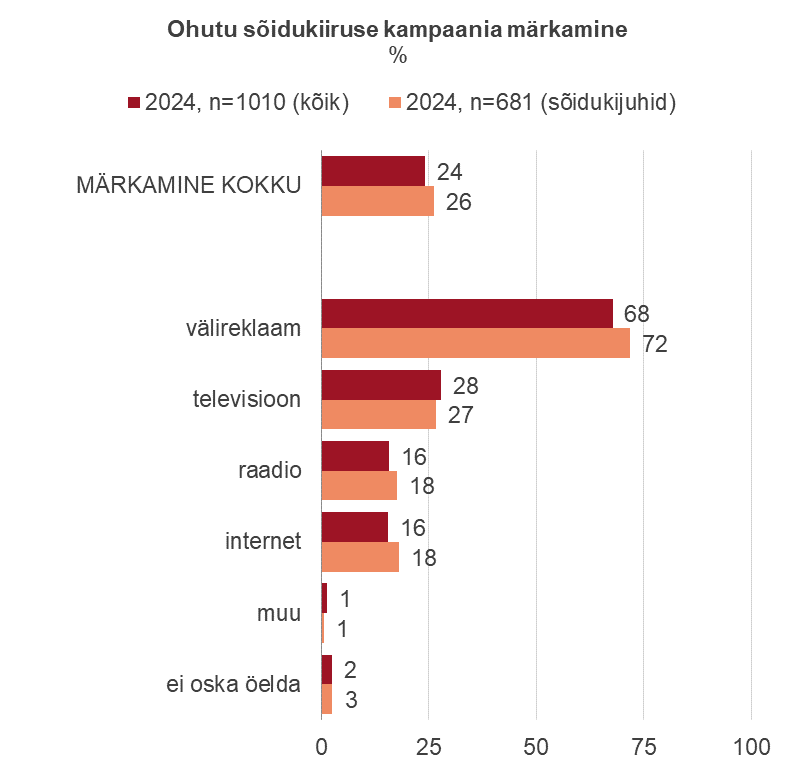 Ohutu sõidukiiruse kampaania märkamine
%
2024, n=1010 (kõik) 2024, n=681 (sõidukijuhid)
MÄRKAMINE KOKKU 24
26
välireklaam 68
72
televisioon 28
27
raadio 16
18
internet 16
18
muu 1
1
ei oska öelda 2
3
0 25 50 75 100